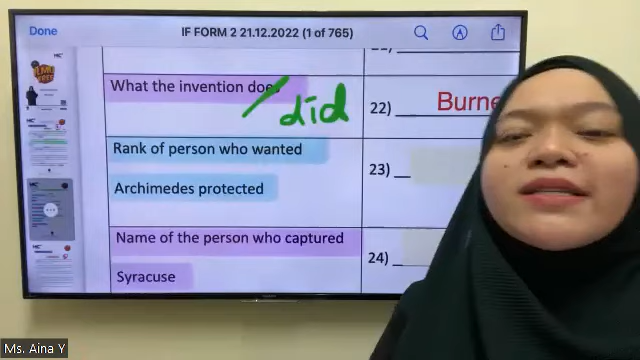 Done
IF FORM 2 21.12.2022 (1 of 765)
What the invention does
did
22)
Burne
Rank of person who wanted
Archimedes protected
23)
Name of the person who captured
Syracuse
24)
Ms. Aina Y